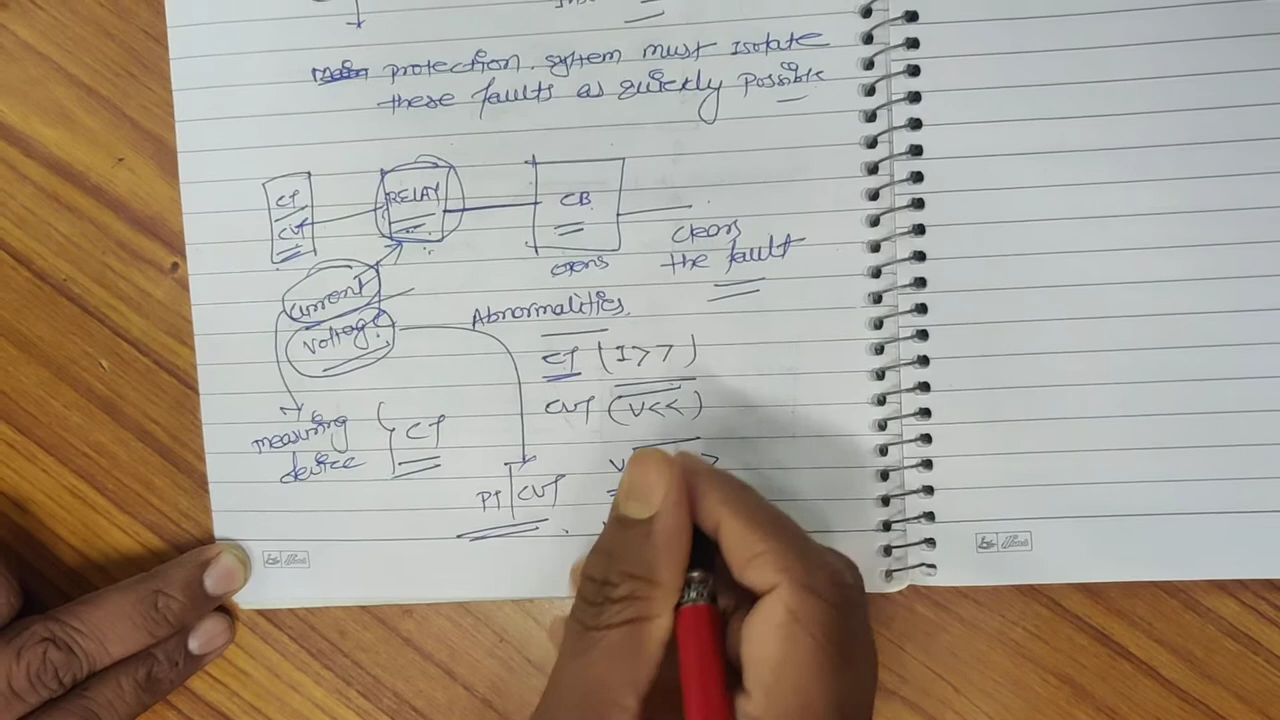 protection system must isolate
these faults as quickly possible
CT
CVT
RELAY
CB
opens
clears
the fault
current
voltage
Abnormalities.
CT (I>>)
CVT (V<<)
measuring
device
CT
PT|CVT